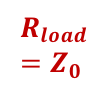 R_load
= Z_0